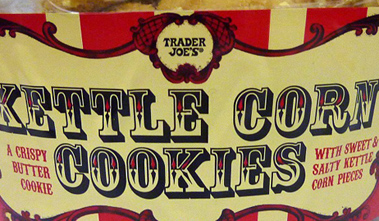 TRADER
JOE'S®
KETTLE CORN
COOKIES
A CRISPY
BUTTER
COOKIE
WITH SWEET &
SALTY KETTLE
CORN PIECES